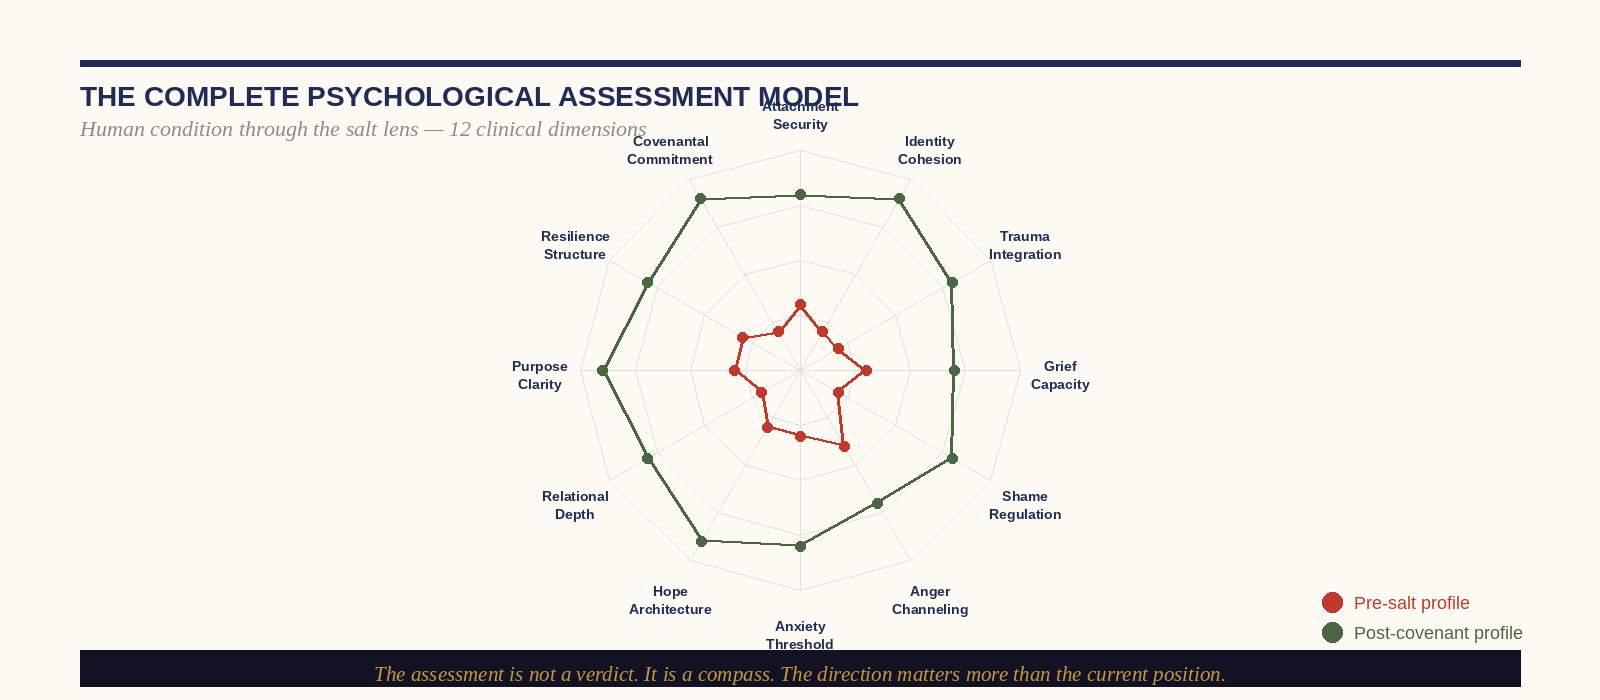 THE COMPLETE PSYCHOLOGICAL ASSESSMENT MODEL
Human condition through the salt lens — 12 clinical dimensions
Attachment
Security
Identity
Cohesion
Trauma
Integration
Grief
Capacity
Shame
Regulation
Anger
Channeling
Anxiety
Threshold
Hope
Architecture
Relational
Depth
Purpose
Clarity
Resilience
Structure
Covenantal
Commitment
Pre-salt profile
Post-covenant profile
The assessment is not a verdict. It is a compass. The direction matters more than the current position.